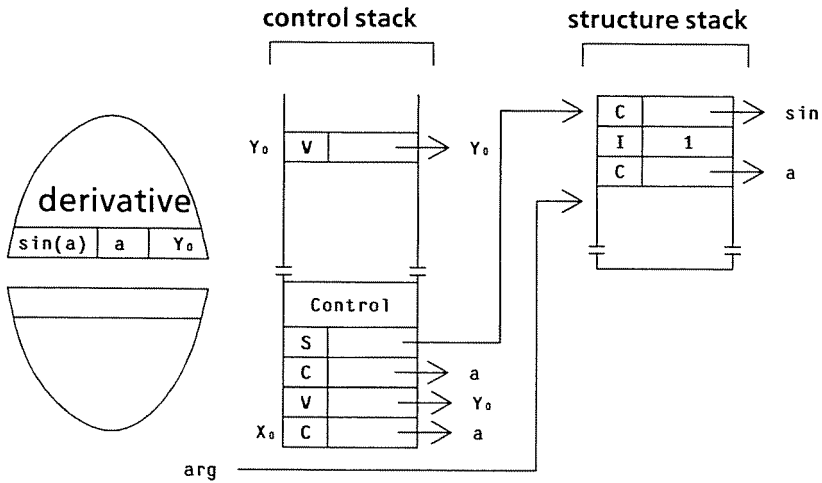 control stack
structure stack
C sin
I 1
C a
Y₀ V Y₀
derivative
sin(a) a Y₀
Control
S
C a
V Y₀
X₀ C a
arg